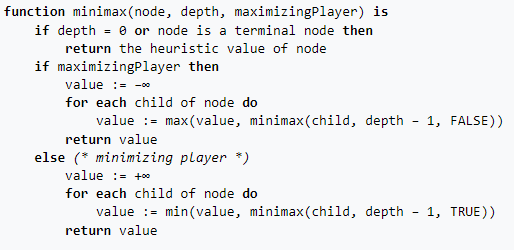 function minimax(node, depth, maximizingPlayer) is
    if depth = 0 or node is a terminal node then
        return the heuristic value of node
    if maximizingPlayer then
        value := −∞
        for each child of node do
            value := max(value, minimax(child, depth − 1, FALSE))
        return value
    else (* minimizing player *)
        value := +∞
        for each child of node do
            value := min(value, minimax(child, depth − 1, TRUE))
        return value